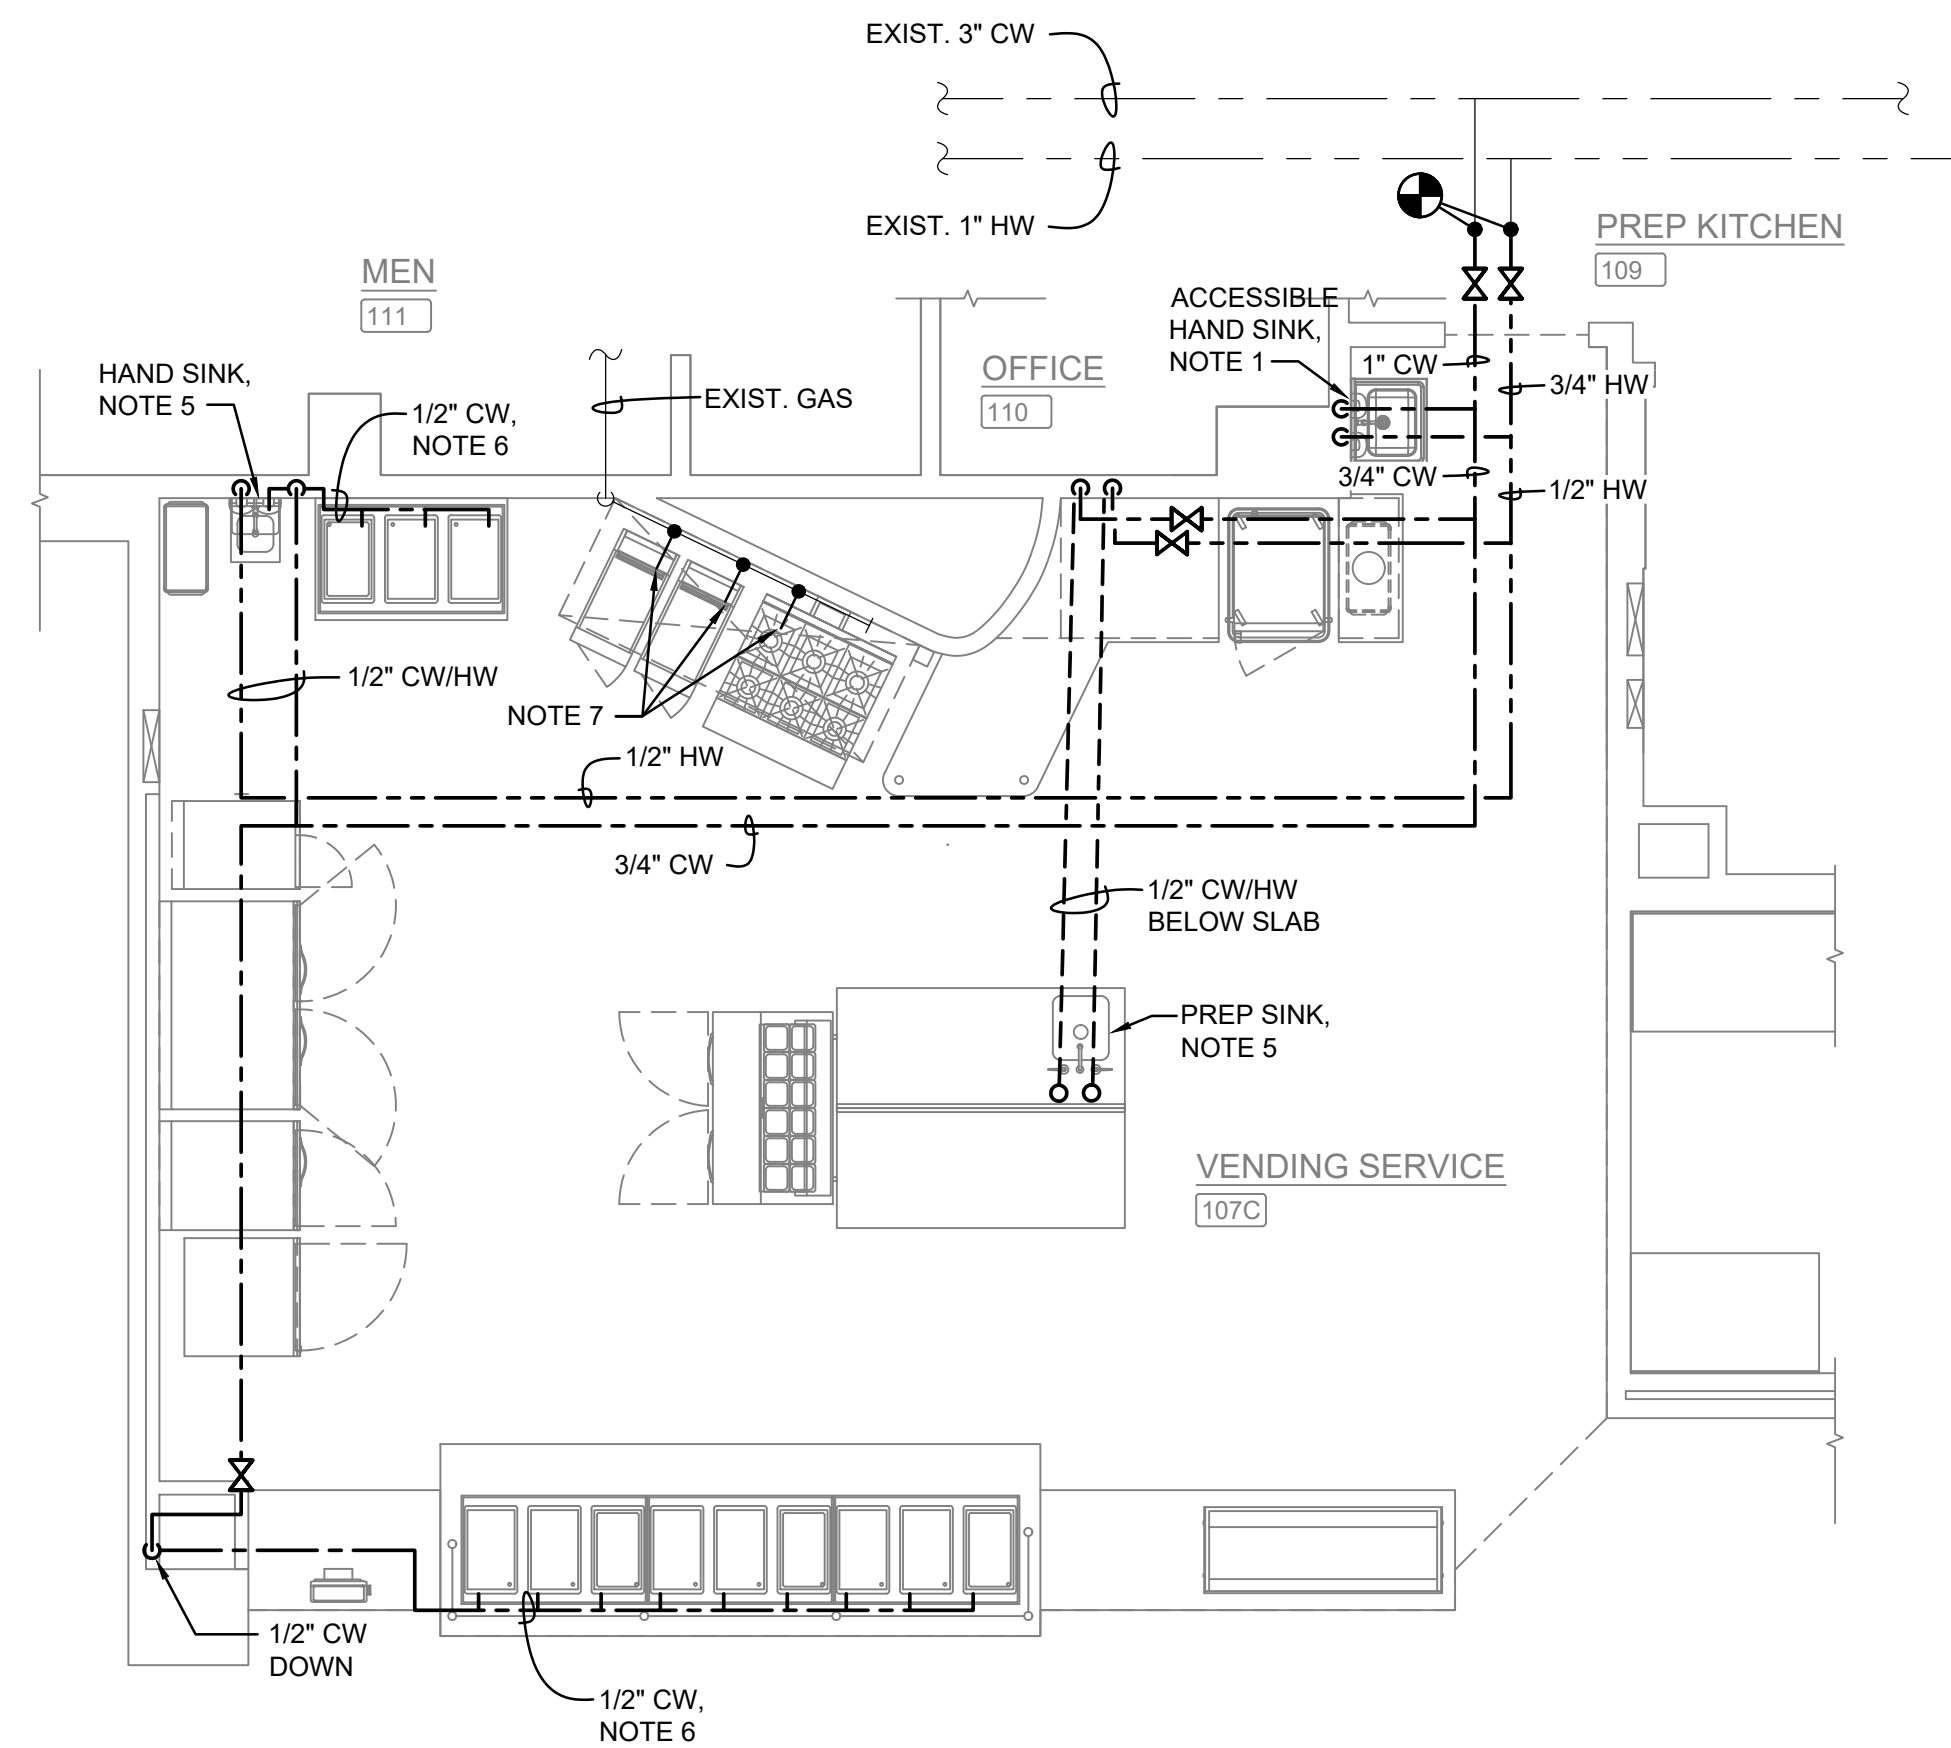 EXIST. 3" CW
EXIST. 1" HW
PREP KITCHEN
109
MEN
111
ACCESSIBLE
HAND SINK,
NOTE 1
OFFICE
110
1" CW
3/4" HW
HAND SINK,
NOTE 5
1/2" CW,
NOTE 6
EXIST. GAS
3/4" CW
1/2" HW
1/2" CW/HW
NOTE 7
1/2" HW
3/4" CW
1/2" CW/HW
BELOW SLAB
PREP SINK,
NOTE 5
VENDING SERVICE
107C
1/2" CW
DOWN
1/2" CW,
NOTE 6